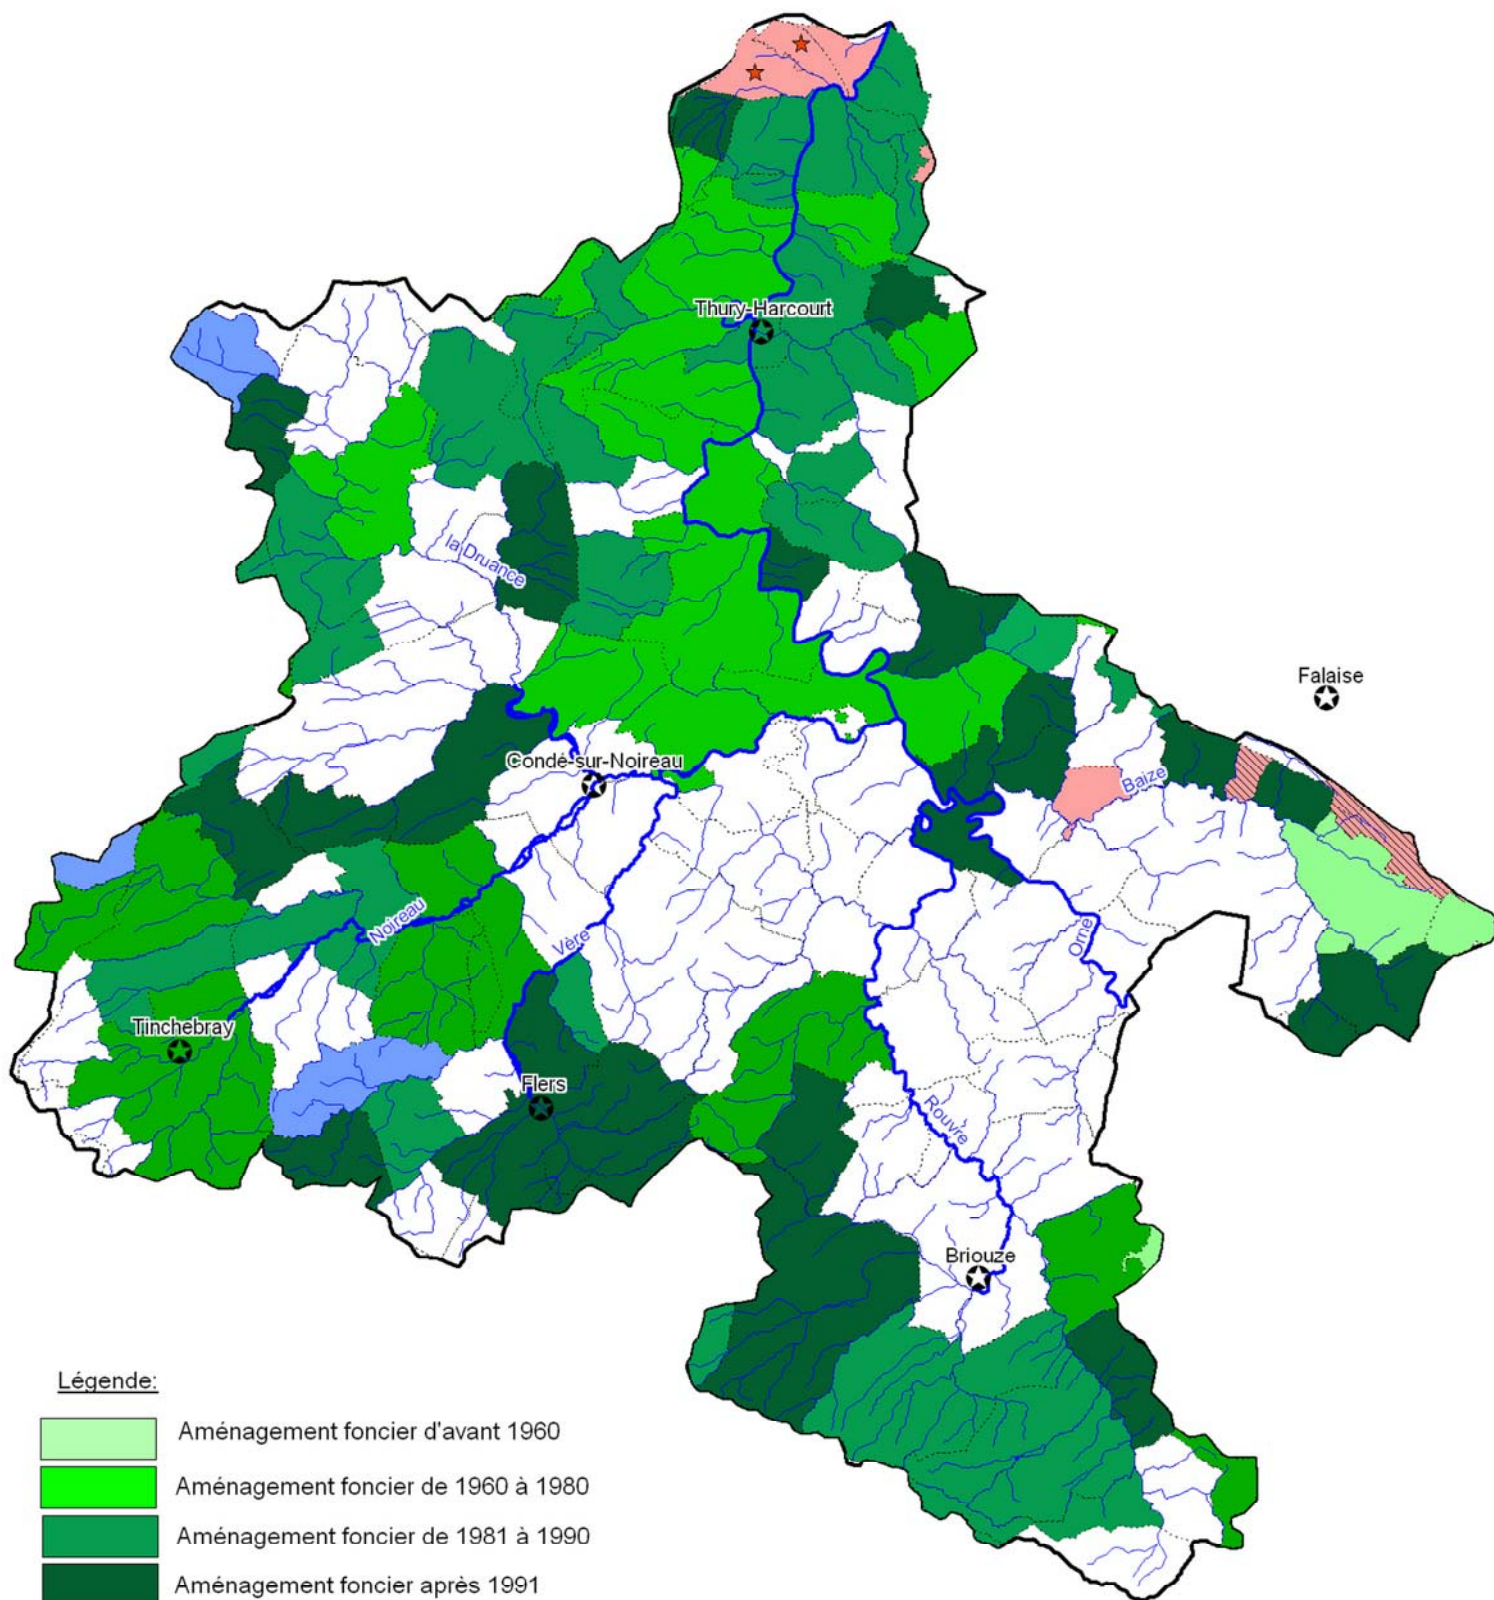 Thury-Harcourt
la Druance
Falaise
Condé-sur-Noireau
Baize
Noireau
Vère
Orne
Tinchebray
Flers
Rouvre
Briouze
Légende:
Aménagement foncier d'avant 1960
Aménagement foncier de 1960 à 1980
Aménagement foncier de 1981 à 1990
Aménagement foncier après 1991